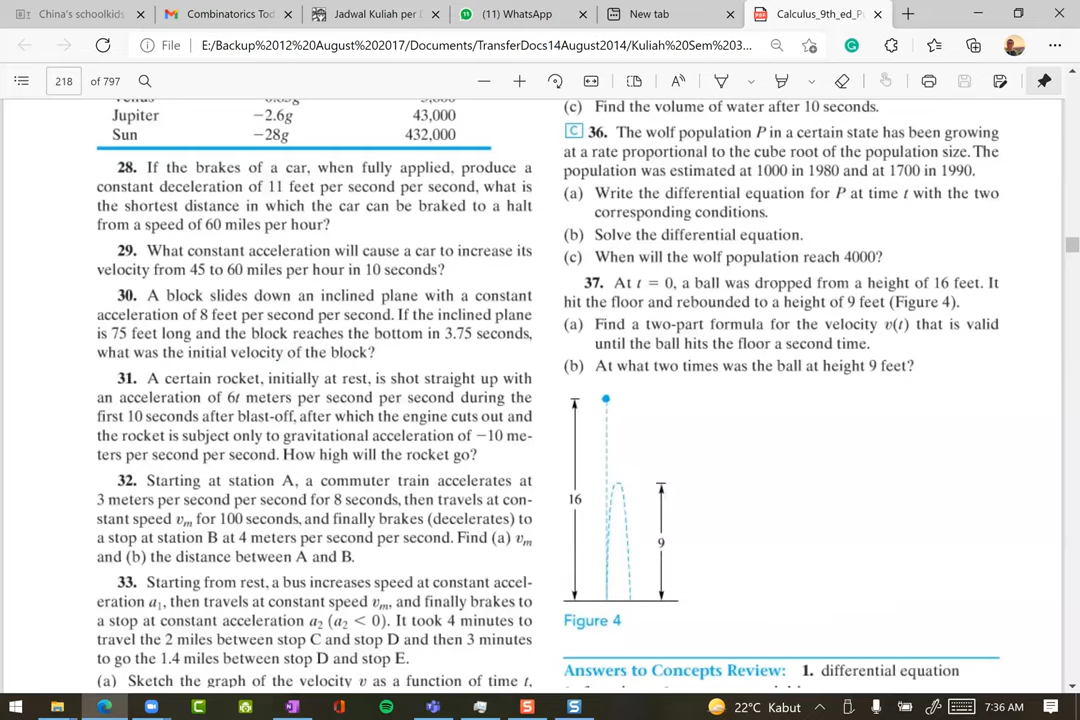 China's schoolkids
Combinatorics Tod
Jadwal Kuliah per
(11) WhatsApp
New tab
Calculus_9th_ed_P
File
E:/Backup%2012%20August%202017/Documents/TransferDocs14August2014/Kuliah%20Sem%203...
218 of 797
Jupiter −2.6g 43,000
Sun −28g 432,000
28. If the brakes of a car, when fully applied, produce a
constant deceleration of 11 feet per second per second, what is
the shortest distance in which the car can be braked to a halt
from a speed of 60 miles per hour?
29. What constant acceleration will cause a car to increase its
velocity from 45 to 60 miles per hour in 10 seconds?
30. A block slides down an inclined plane with a constant
acceleration of 8 feet per second per second. If the inclined plane
is 75 feet long and the block reaches the bottom in 3.75 seconds,
what was the initial velocity of the block?
31. A certain rocket, initially at rest, is shot straight up with
an acceleration of 6t meters per second per second during the
first 10 seconds after blast-off, after which the engine cuts out and
the rocket is subject only to gravitational acceleration of −10 me-
ters per second per second. How high will the rocket go?
32. Starting at station A, a commuter train accelerates at
3 meters per second per second for 8 seconds, then travels at con-
stant speed vm for 100 seconds, and finally brakes (decelerates) to
a stop at station B at 4 meters per second per second. Find (a) vm
and (b) the distance between A and B.
33. Starting from rest, a bus increases speed at constant accel-
eration a1, then travels at constant speed vm, and finally brakes to
a stop at constant acceleration a2 (a2 < 0). It took 4 minutes to
travel the 2 miles between stop C and stop D and then 3 minutes
to go the 1.4 miles between stop D and stop E.
(a) Sketch the graph of the velocity v as a function of time t,
(c) Find the volume of water after 10 seconds.
C 36. The wolf population P in a certain state has been growing
at a rate proportional to the cube root of the population size. The
population was estimated at 1000 in 1980 and at 1700 in 1990.
(a) Write the differential equation for P at time t with the two
corresponding conditions.
(b) Solve the differential equation.
(c) When will the wolf population reach 4000?
37. At t = 0, a ball was dropped from a height of 16 feet. It
hit the floor and rebounded to a height of 9 feet (Figure 4).
(a) Find a two-part formula for the velocity v(t) that is valid
until the ball hits the floor a second time.
(b) At what two times was the ball at height 9 feet?
16
9
Figure 4
Answers to Concepts Review: 1. differential equation
22°C Kabut
7:36 AM